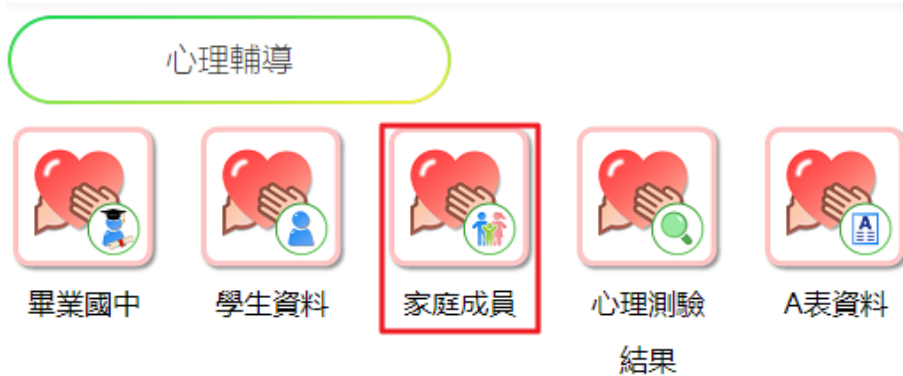 心理輔導
畢業國中
學生資料
家庭成員
心理測驗
結果
A表資料
A